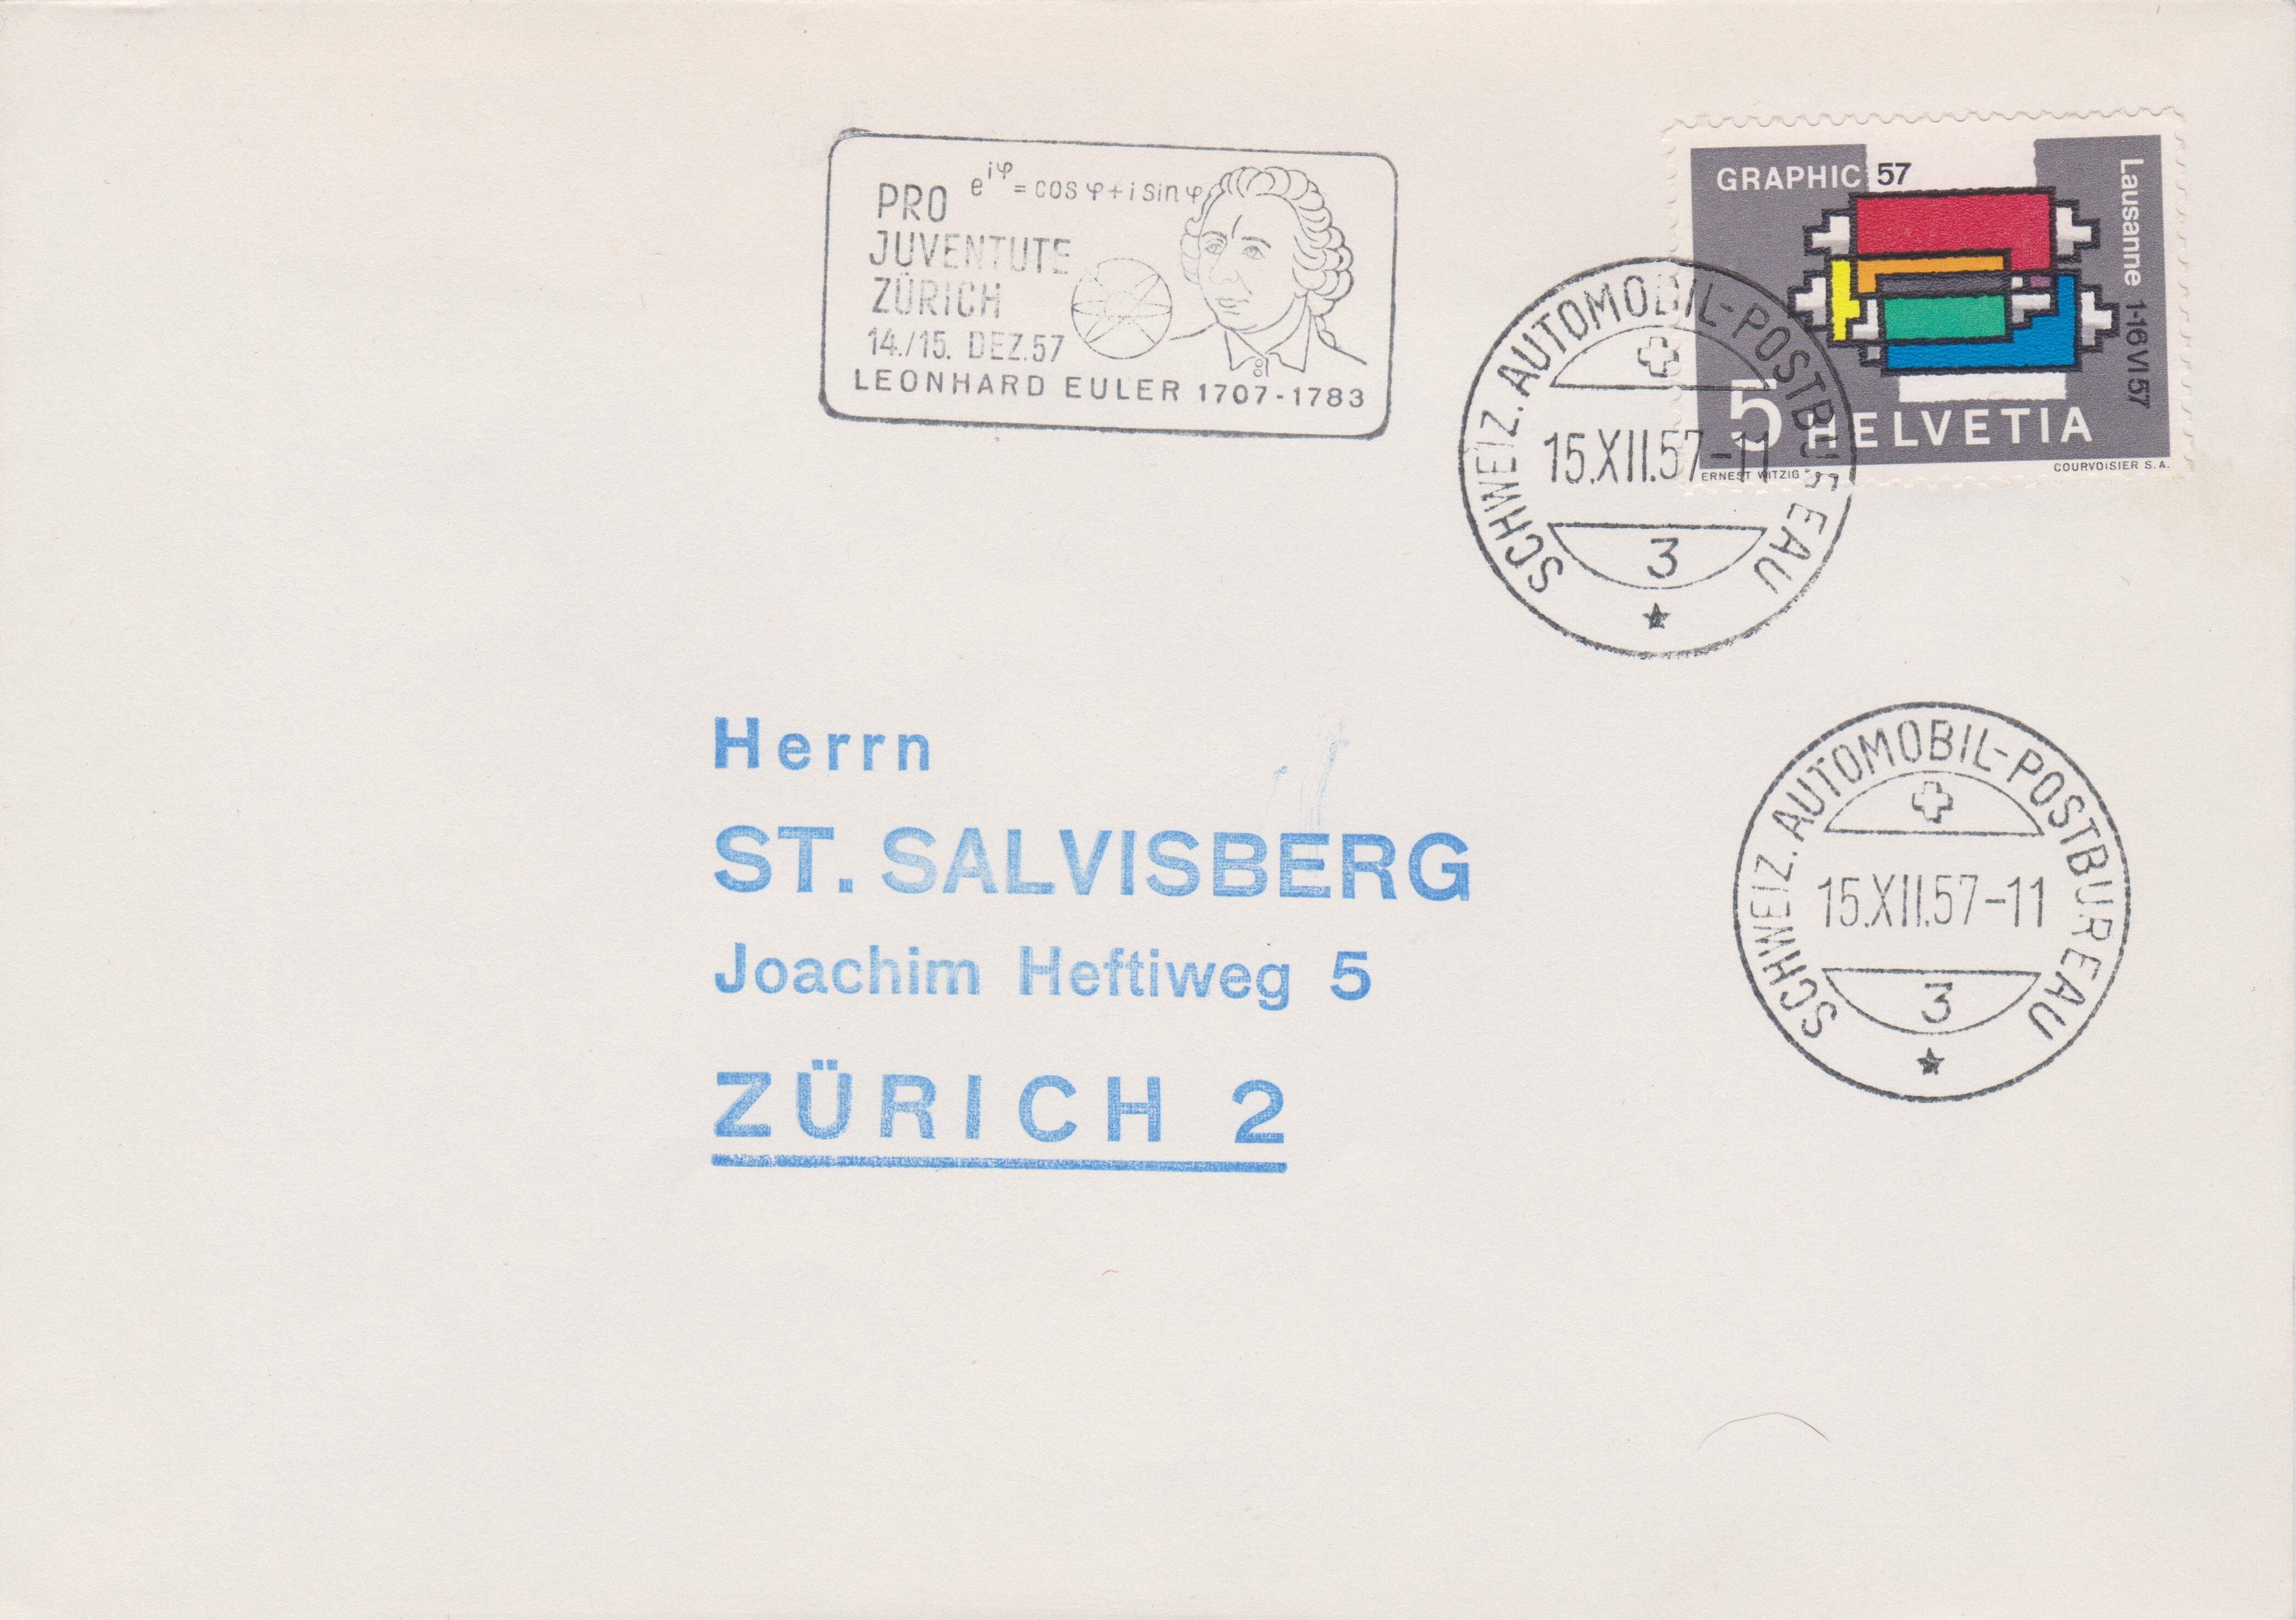 PRO
e^iφ = cos φ + i sin φ
JUVENTUTE
ZÜRICH
14./15. DEZ.57
LEONHARD EULER 1707-1783
GRAPHIC 57
Lausanne 1-16 VI 57
5 HELVETIA
ERNEST WITZIG
COURVOISIER S.A.
SCHWEIZ. AUTOMOBIL-POSTBUREAU
15.XII.57-11
3
Herrn
ST. SALVISBERG
Joachim Heftiweg 5
ZÜRICH 2
SCHWEIZ. AUTOMOBIL-POSTBUREAU
15.XII.57-11
3